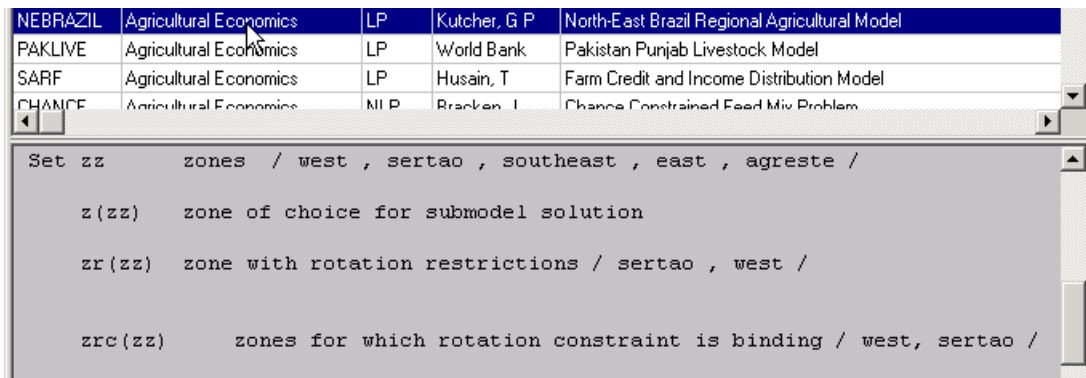 NEBRAZIL Agricultural Economics LP Kutcher, G P North-East Brazil Regional Agricultural Model
PAKLIVE Agricultural Economics LP World Bank Pakistan Punjab Livestock Model
SARF Agricultural Economics LP Husain, T Farm Credit and Income Distribution Model
CHANCE Agricultural Economics NLP Bracken, J Chance Constrained Feed Mix Problem
Set zz zones / west , sertao , southeast , east , agreste /
z(zz) zone of choice for submodel solution
zr(zz) zone with rotation restrictions / sertao , west /
zrc(zz) zones for which rotation constraint is binding / west, sertao /